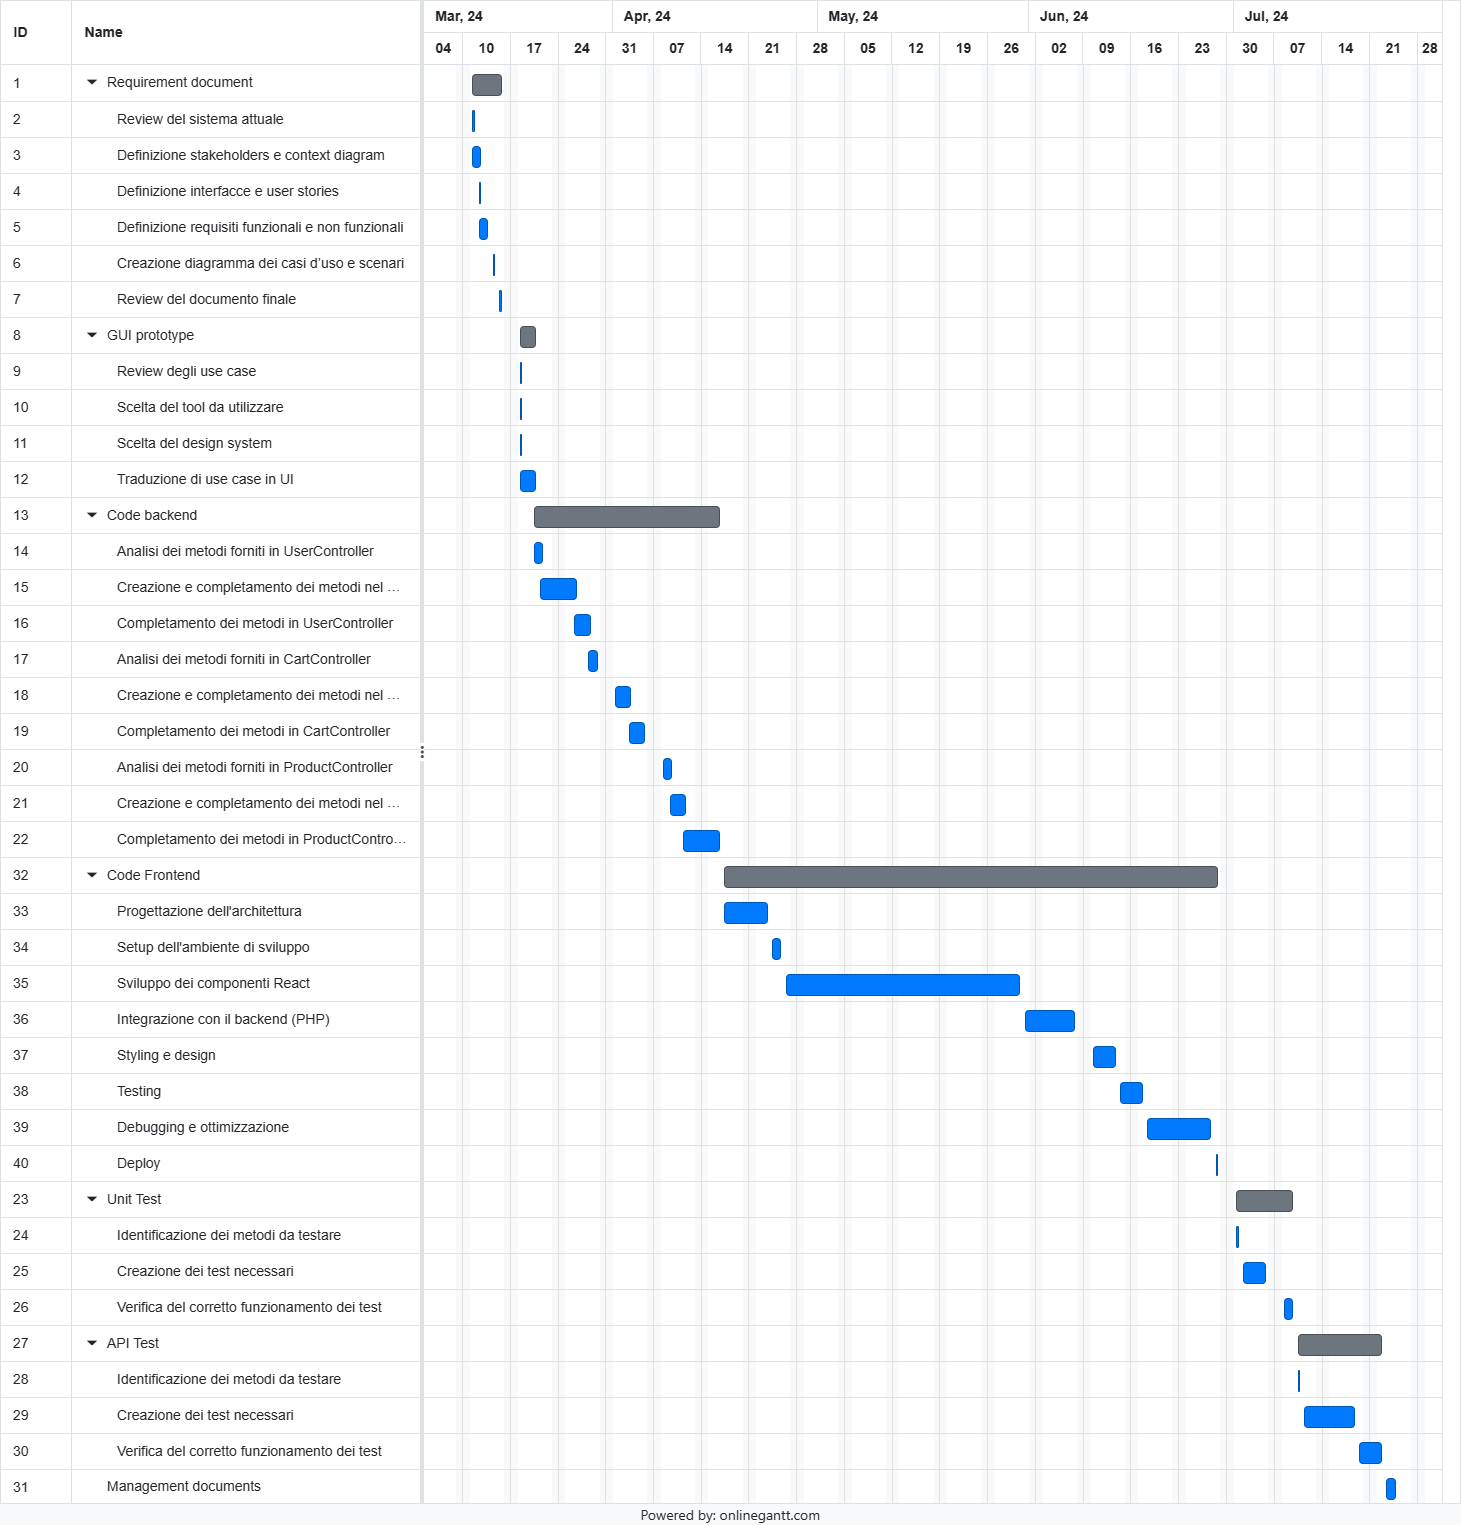 ID Name Mar, 24 Apr, 24 May, 24 Jun, 24 Jul, 24
04 10 17 24 31 07 14 21 28 05 12 19 26 02 09 16 23 30 07 14 21 28
1 Requirement document
2 Review del sistema attuale
3 Definizione stakeholders e context diagram
4 Definizione interfacce e user stories
5 Definizione requisiti funzionali e non funzionali
6 Creazione diagramma dei casi d'uso e scenari
7 Review del documento finale
8 GUI prototype
9 Review degli use case
10 Scelta del tool da utilizzare
11 Scelta del design system
12 Traduzione di use case in UI
13 Code backend
14 Analisi dei metodi forniti in UserController
15 Creazione e completamento dei metodi nel ...
16 Completamento dei metodi in UserController
17 Analisi dei metodi forniti in CartController
18 Creazione e completamento dei metodi nel ...
19 Completamento dei metodi in CartController
20 Analisi dei metodi forniti in ProductController
21 Creazione e completamento dei metodi nel ...
22 Completamento dei metodi in ProductContro...
32 Code Frontend
33 Progettazione dell'architettura
34 Setup dell'ambiente di sviluppo
35 Sviluppo dei componenti React
36 Integrazione con il backend (PHP)
37 Styling e design
38 Testing
39 Debugging e ottimizzazione
40 Deploy
23 Unit Test
24 Identificazione dei metodi da testare
25 Creazione dei test necessari
26 Verifica del corretto funzionamento dei test
27 API Test
28 Identificazione dei metodi da testare
29 Creazione dei test necessari
30 Verifica del corretto funzionamento dei test
31 Management documents
Powered by: onlinegantt.com